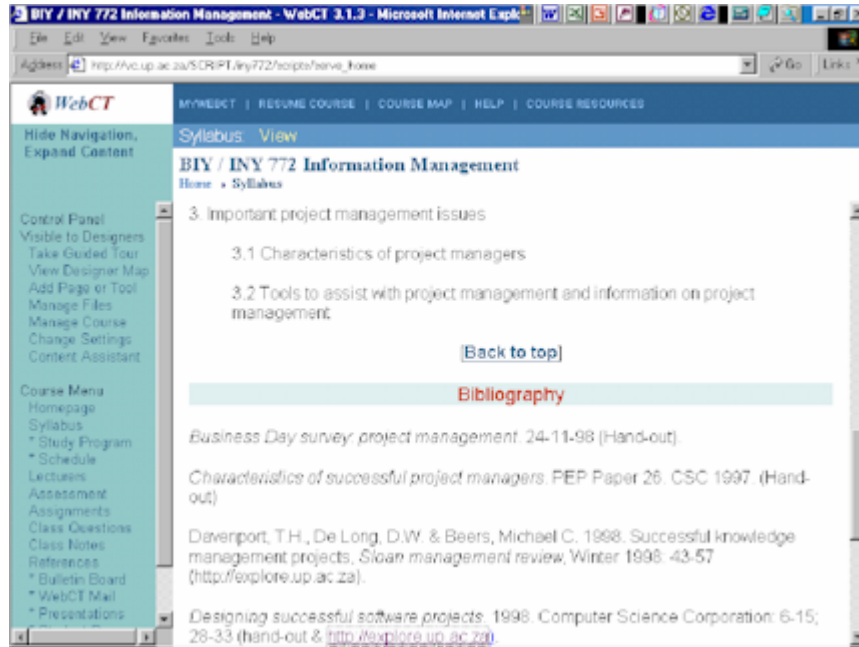 BIY / INY 772 Information Management - WebCT 3.1.3 - Microsoft Internet Expl
File Edit View Favorites Tools Help
Address http://vc.up.ac.za/SCRIPT/iny772/scripts/serve_home Go Links
WebCT
MYWEBCT | RESUME COURSE | COURSE MAP | HELP | COURSE RESOURCES
Hide Navigation,
Expand Content
Syllabus: View
BIY / INY 772 Information Management
Home › Syllabus
Control Panel
Visible to Designers
Take Guided Tour
View Designer Map
Add Page or Tool
Manage Files
Manage Course
Change Settings
Content Assistant
Course Menu
Homepage
Syllabus
* Study Program
* Schedule
Lecturers
Assessment
Assignments
Class Questions
Class Notes
References
* Bulletin Board
* WebCT Mail
* Presentations
3. Important project management issues
3.1 Characteristics of project managers
3.2 Tools to assist with project management and information on project
management
[Back to top]
Bibliography
Business Day survey: project management. 24-11-98 (Hand-out).
Characteristics of successful project managers. PEP Paper 26. CSC 1997. (Hand-
out)
Davenport, T.H., De Long, D.W. & Beers, Michael C. 1998. Successful knowledge
management projects, Sloan management review, Winter 1998: 43-57
(http://explore.up.ac.za).
Designing successful software projects. 1998. Computer Science Corporation: 6-15;
28-33 (hand-out & http://explore.up.ac.za).